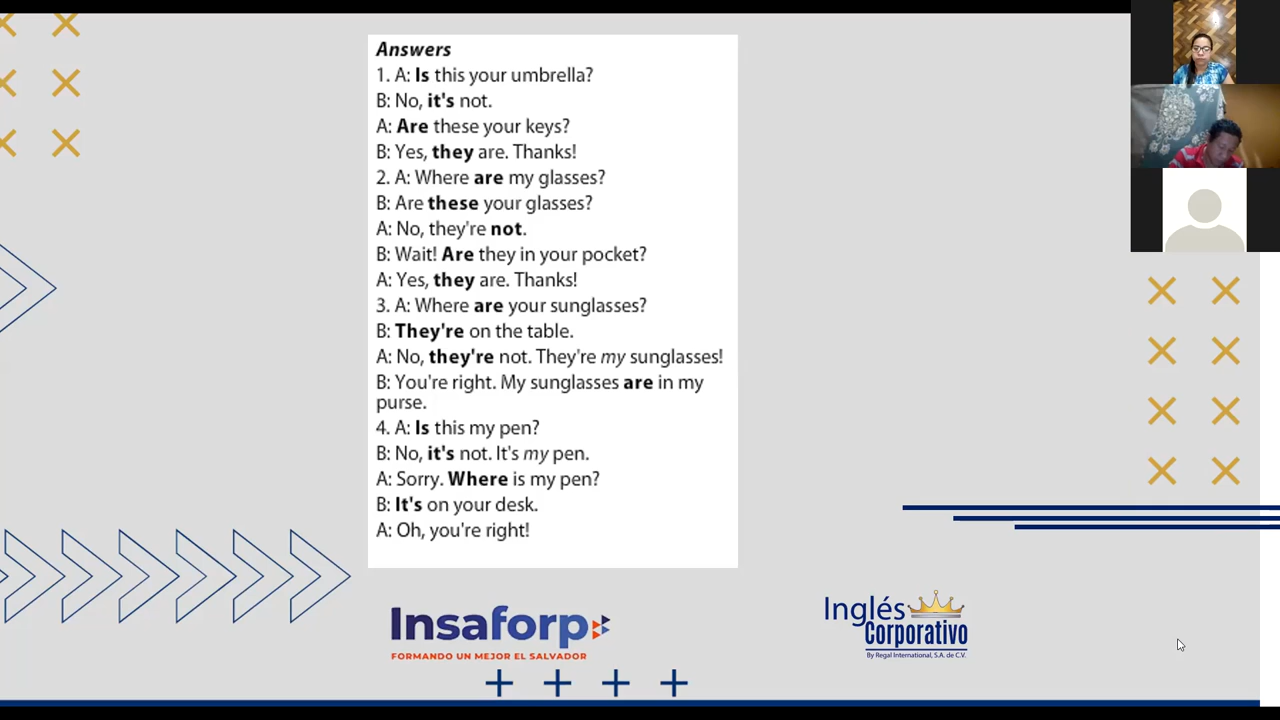 Answers
1. A: Is this your umbrella?
B: No, it's not.
A: Are these your keys?
B: Yes, they are. Thanks!
2. A: Where are my glasses?
B: Are these your glasses?
A: No, they're not.
B: Wait! Are they in your pocket?
A: Yes, they are. Thanks!
3. A: Where are your sunglasses?
B: They're on the table.
A: No, they're not. They're my sunglasses!
B: You're right. My sunglasses are in my
purse.
4. A: Is this my pen?
B: No, it's not. It's my pen.
A: Sorry. Where is my pen?
B: It's on your desk.
A: Oh, you're right!
Insaforp
FORMANDO UN MEJOR EL SALVADOR
Inglés
Corporativo
By Regal International, S.A. de C.V.